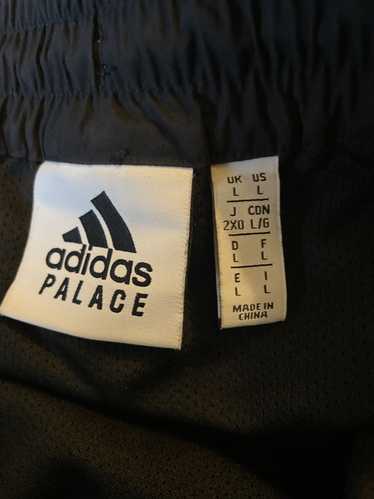 adidas
PALACE
UK US
L L
J CDN
2XO L/G
D F
L L
E I
L L
MADE IN
CHINA